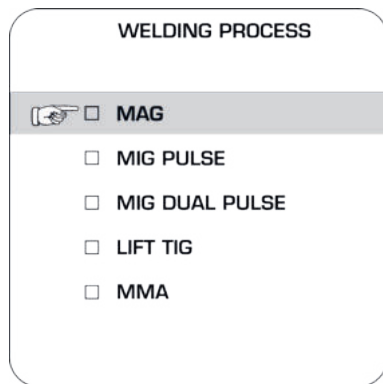 WELDING PROCESS
MAG
MIG PULSE
MIG DUAL PULSE
LIFT TIG
MMA